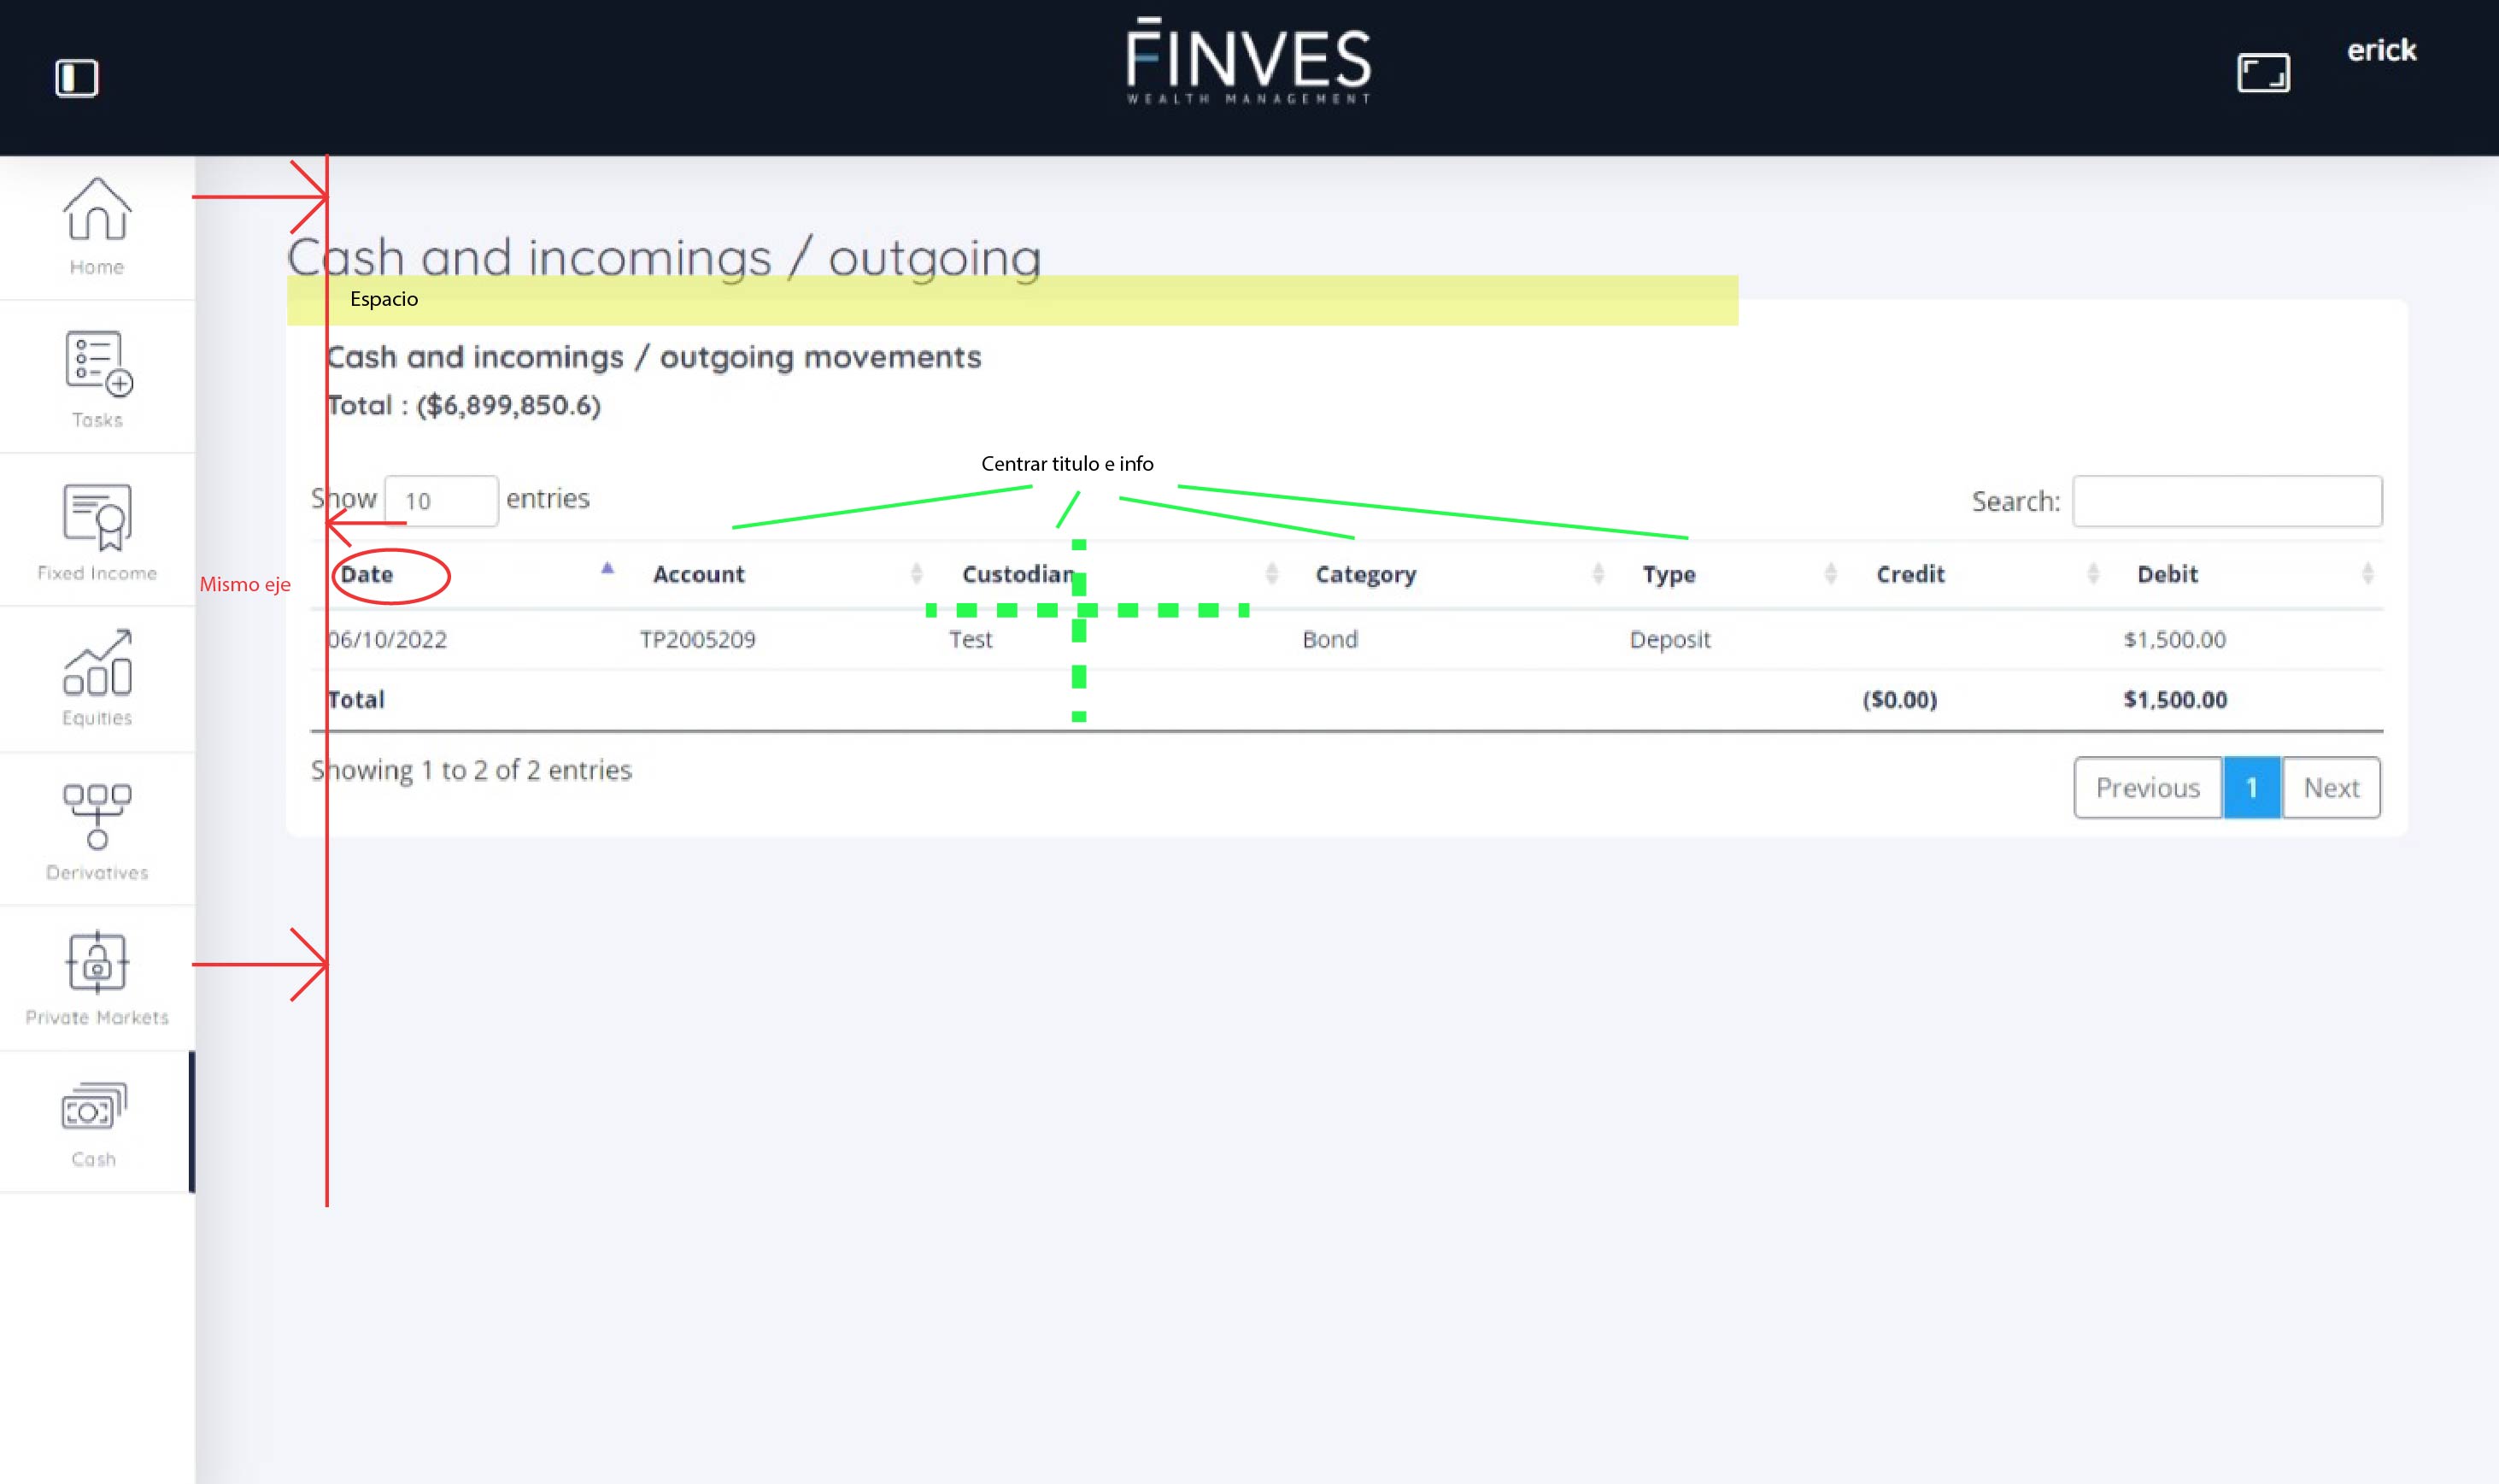 FINVES
WEALTH MANAGEMENT
erick
Home
Tasks
Fixed Income
Equities
Derivatives
Private Markets
Cash
Cash and incomings / outgoing
Espacio
Cash and incomings / outgoing movements
Total : ($6,899,850.6)
Centrar titulo e info
Show 10 entries
Search:
Mismo eje
Date Account Custodian Category Type Credit Debit
06/10/2022 TP2005209 Test Bond Deposit $1,500.00
Total ($0.00) $1,500.00
Showing 1 to 2 of 2 entries
Previous 1 Next